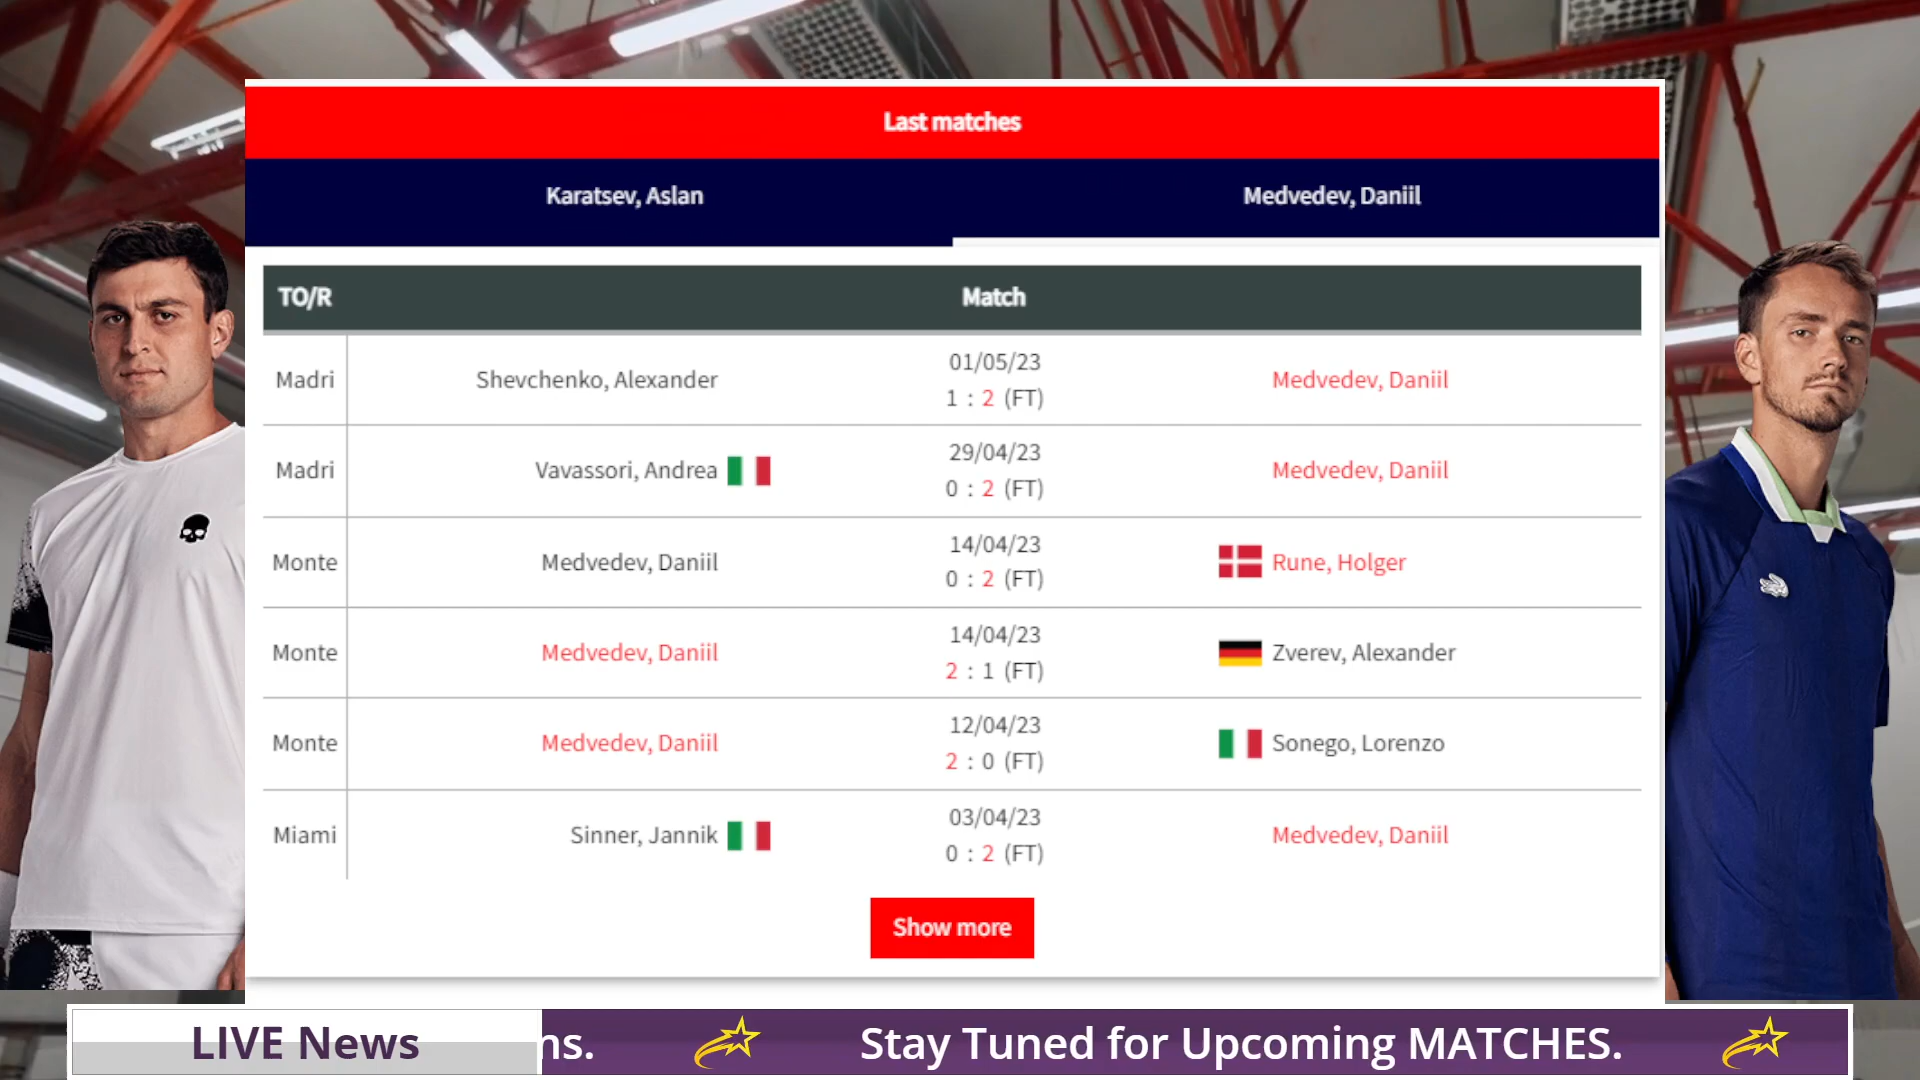 Last matches
Karatsev, Aslan
Medvedev, Daniil
TO/R
Match
Madri
Shevchenko, Alexander
01/05/23
1 : 2 (FT)
Medvedev, Daniil
Madri
Vavassori, Andrea
29/04/23
0 : 2 (FT)
Medvedev, Daniil
Monte
Medvedev, Daniil
14/04/23
0 : 2 (FT)
Rune, Holger
Monte
Medvedev, Daniil
14/04/23
2 : 1 (FT)
Zverev, Alexander
Monte
Medvedev, Daniil
12/04/23
2 : 0 (FT)
Sonego, Lorenzo
Miami
Sinner, Jannik
03/04/23
0 : 2 (FT)
Medvedev, Daniil
Show more
LIVE News
ns.
Stay Tuned for Upcoming MATCHES.